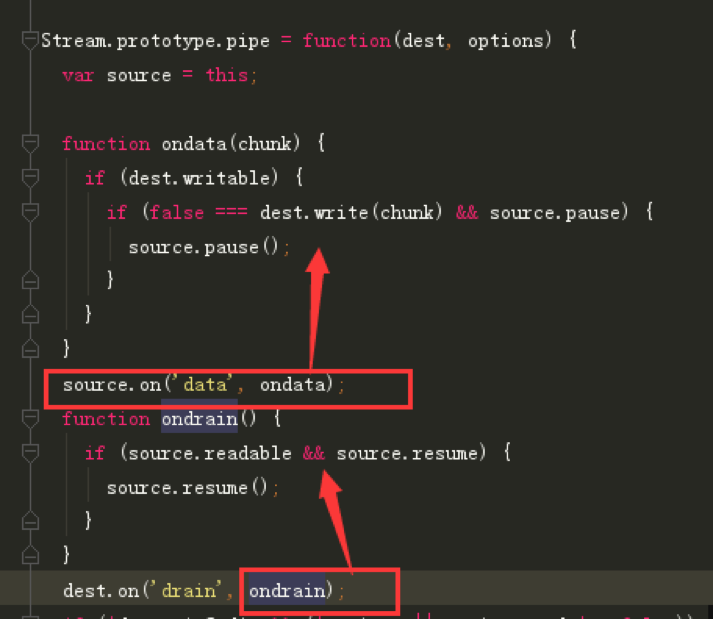 Stream.prototype.pipe = function(dest, options) {
var source = this;
function ondata(chunk) {
if (dest.writable) {
if (false === dest.write(chunk) && source.pause) {
source.pause();
}
}
}
source.on('data', ondata);
function ondrain() {
if (source.readable && source.resume) {
source.resume();
}
}
dest.on('drain', ondrain);